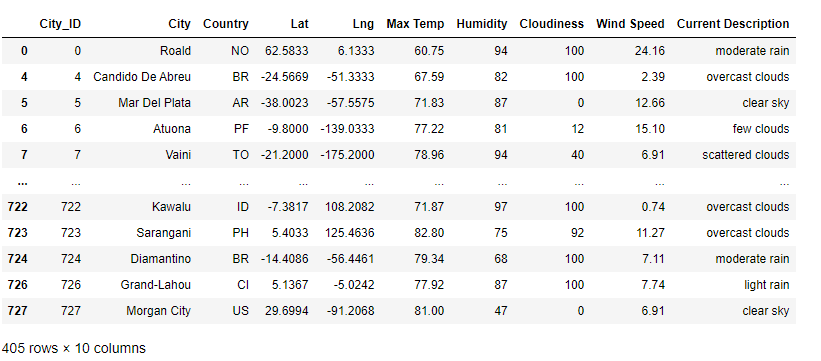 City_ID City Country Lat Lng Max Temp Humidity Cloudiness Wind Speed Current Description
0 0 Roald NO 62.5833 6.1333 60.75 94 100 24.16 moderate rain
4 4 Candido De Abreu BR -24.5669 -51.3333 67.59 82 100 2.39 overcast clouds
5 5 Mar Del Plata AR -38.0023 -57.5575 71.83 87 0 12.66 clear sky
6 6 Atuona PF -9.8000 -139.0333 77.22 81 12 15.10 few clouds
7 7 Vaini TO -21.2000 -175.2000 78.96 94 40 6.91 scattered clouds
... ... ... ... ... ... ... ... ... ... ...
722 722 Kawalu ID -7.3817 108.2082 71.87 97 100 0.74 overcast clouds
723 723 Sarangani PH 5.4033 125.4636 82.80 75 92 11.27 overcast clouds
724 724 Diamantino BR -14.4086 -56.4461 79.34 68 100 7.11 moderate rain
726 726 Grand-Lahou CI 5.1367 -5.0242 77.92 87 100 7.74 light rain
727 727 Morgan City US 29.6994 -91.2068 81.00 47 0 6.91 clear sky
405 rows × 10 columns